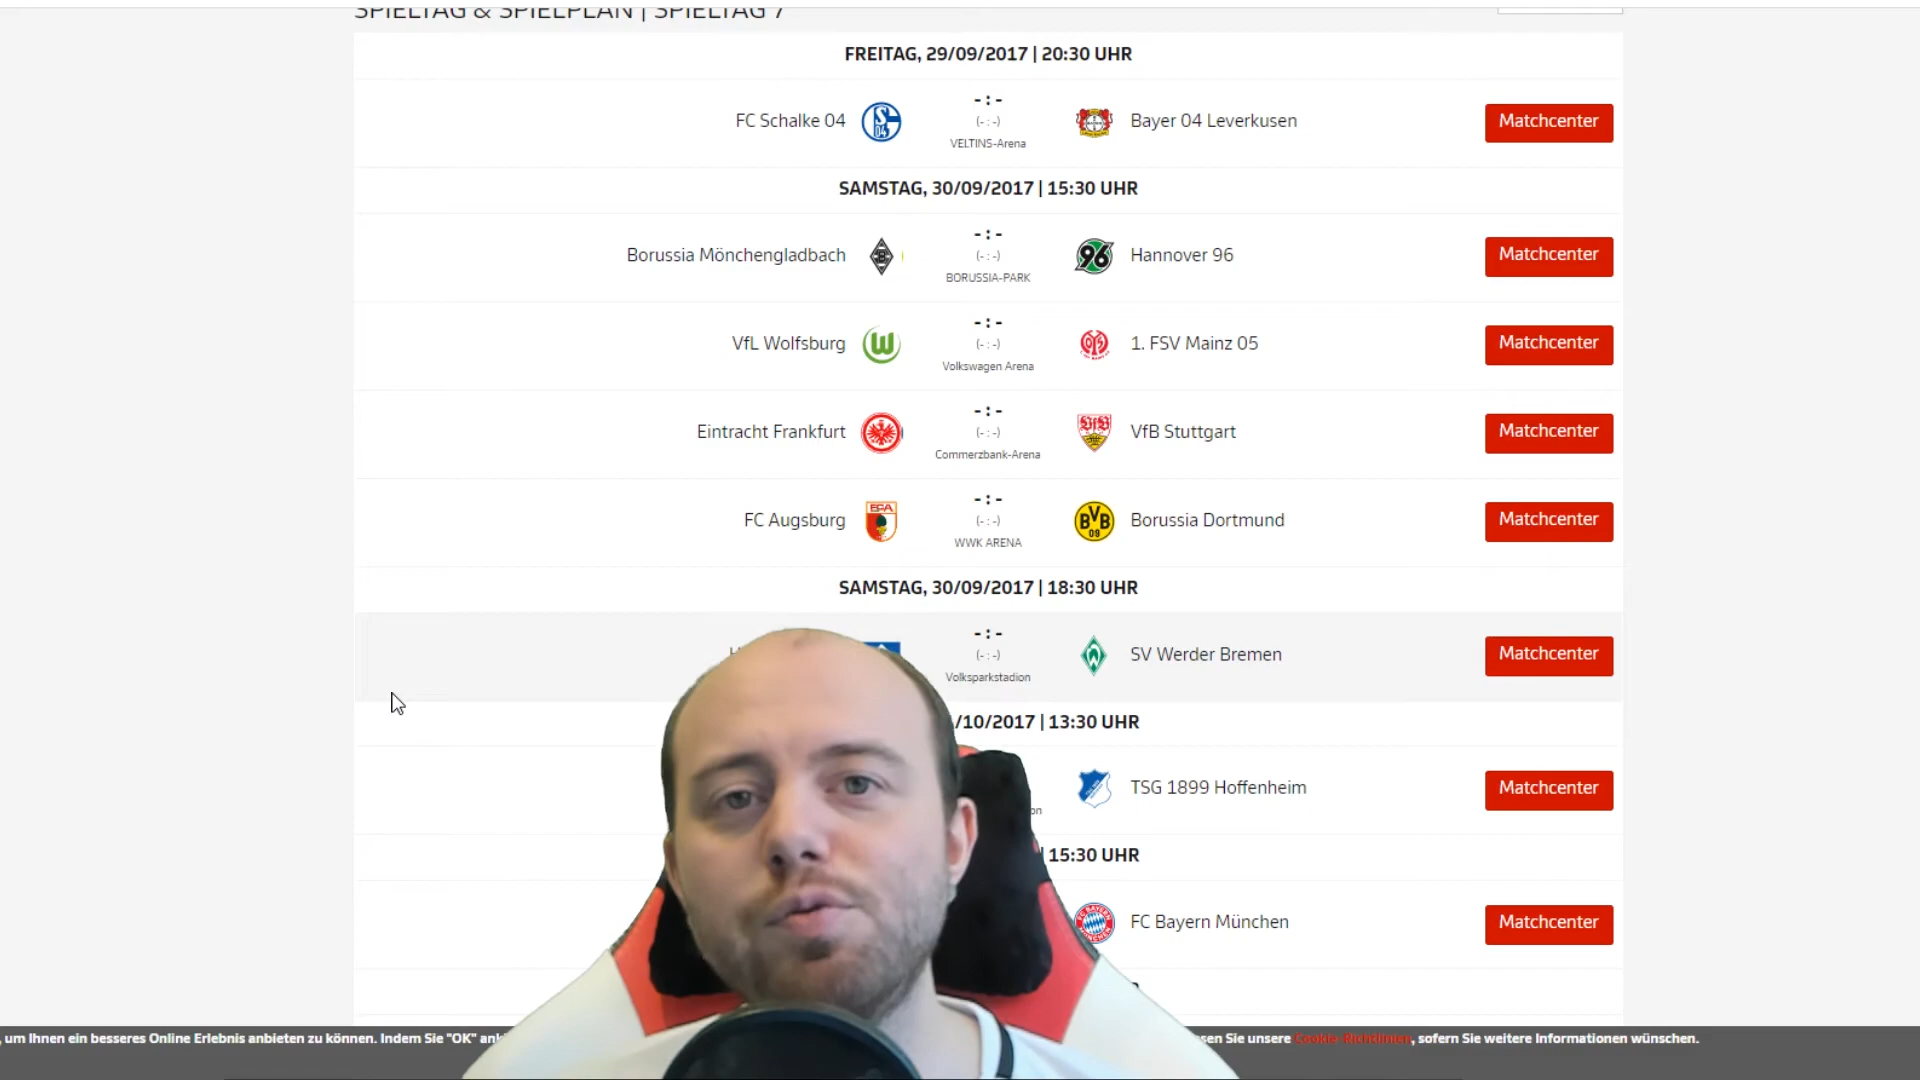 SPIELTAG & SPIELPLAN | SPIELTAG 7
FREITAG, 29/09/2017 | 20:30 UHR
FC Schalke 04 - : - Bayer 04 Leverkusen Matchcenter
(- : -)
VELTINS-Arena
SAMSTAG, 30/09/2017 | 15:30 UHR
Borussia Mönchengladbach - : - Hannover 96 Matchcenter
(- : -)
BORUSSIA-PARK
VfL Wolfsburg - : - 1. FSV Mainz 05 Matchcenter
(- : -)
Volkswagen Arena
Eintracht Frankfurt - : - VfB Stuttgart Matchcenter
(- : -)
Commerzbank-Arena
FC Augsburg - : - Borussia Dortmund Matchcenter
(- : -)
WWK ARENA
SAMSTAG, 30/09/2017 | 18:30 UHR
- : - SV Werder Bremen Matchcenter
(- : -)
Volksparkstadion
/10/2017 | 13:30 UHR
TSG 1899 Hoffenheim Matchcenter
| 15:30 UHR
FC Bayern München Matchcenter
, um Ihnen ein besseres Online Erlebnis anbieten zu können. Indem Sie "OK" Sie unsere Cookie-Richtlinien, sofern Sie weitere Informationen wünschen.